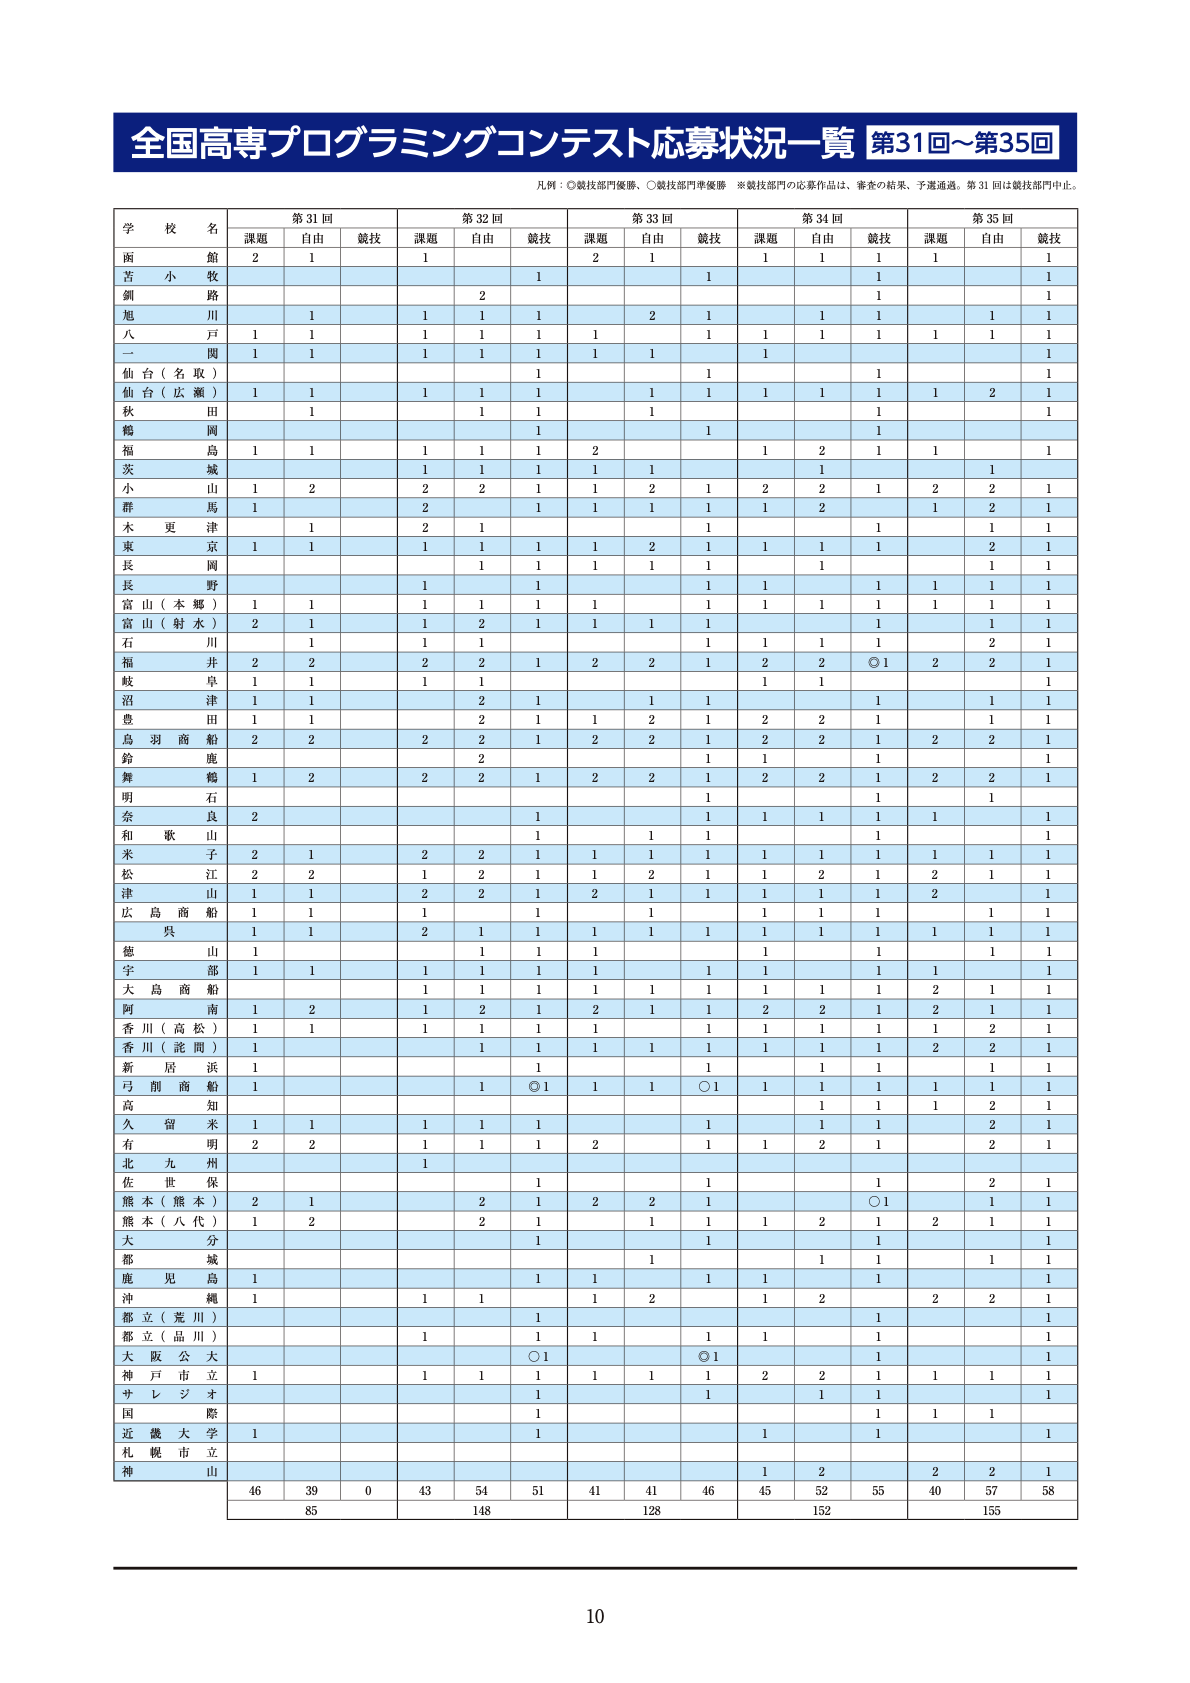 全国高専プログラミングコンテスト応募状況一覧 第31回～第35回
凡例：◎競技部門優勝、○競技部門準優勝 ※競技部門の応募作品は、審査の結果、予選通過。第31回は競技部門中止。
学校名 第31回 第32回 第33回 第34回 第35回
課題 自由 競技 課題 自由 競技 課題 自由 競技 課題 自由 競技 課題 自由 競技
函館 2 1 1 2 1 1 1 1 1 1
苫小牧 1 1 1 1
釧路 2 1 1
旭川 1 1 1 1 2 1 1 1 1 1
八戸 1 1 1 1 1 1 1 1 1 1 1 1 1
一関 1 1 1 1 1 1 1 1 1
仙台（名取） 1 1 1 1
仙台（広瀬） 1 1 1 1 1 1 1 1 1 1 1 2 1
秋田 1 1 1 1 1 1
鶴岡 1 1 1
福島 1 1 1 1 1 2 1 2 1 1 1
茨城 1 1 1 1 1 1 1
小山 1 2 2 2 1 1 2 1 2 2 1 2 2 1
群馬 1 2 1 1 1 1 1 2 1 2 1
木更津 1 2 1 1 1 1 1
東京 1 1 1 1 1 1 2 1 1 1 1 2 1
長岡 1 1 1 1 1 1 1 1
長野 1 1 1 1 1 1 1 1
富山（本郷） 1 1 1 1 1 1 1 1 1 1 1 1 1
富山（射水） 2 1 1 2 1 1 1 1 1 1 1
石川 1 1 1 1 1 1 1 2 1
福井 2 2 2 2 1 2 2 1 2 2 ◎1 2 2 1
岐阜 1 1 1 1 1 1 1
沼津 1 1 2 1 1 1 1 1 1
豊田 1 1 2 1 1 2 1 2 2 1 1 1
鳥羽商船 2 2 2 2 1 2 2 1 2 2 1 2 2 1
鈴鹿 2 1 1 1 1
舞鶴 1 2 2 2 1 2 2 1 2 2 1 2 2 1
明石 1 1 1
奈良 2 1 1 1 1 1 1 1
和歌山 1 1 1 1 1
米子 2 1 2 2 1 1 1 1 1 1 1 1 1 1
松江 2 2 1 2 1 1 2 1 1 2 1 2 1 1
津山 1 1 2 2 1 2 1 1 1 1 1 2 1
広島商船 1 1 1 1 1 1 1 1 1 1
呉 1 1 2 1 1 1 1 1 1 1 1 1 1 1
徳山 1 1 1 1 1 1 1 1
宇部 1 1 1 1 1 1 1 1 1 1 1
大島商船 1 1 1 1 1 1 1 1 1 2 1 1
阿南 1 2 1 2 1 2 1 1 2 2 1 2 1 1
香川（高松） 1 1 1 1 1 1 1 1 1 1 1 2 1
香川（詫間） 1 1 1 1 1 1 1 1 1 2 2 1
新居浜 1 1 1 1 1 1 1
弓削商船 1 1 ◎1 1 1 ○1 1 1 1 1 1 1
高知 1 1 1 2 1
久留米 1 1 1 1 1 1 1 1 2 1
有明 2 2 1 1 1 2 1 1 2 1 2 1
北九州 1
佐世保 1 1 1 2 1
熊本（熊本） 2 1 2 1 2 2 1 ○1 1 1
熊本（八代） 1 2 2 1 1 1 1 2 1 2 1 1
大分 1 1 1 1
都城 1 1 1 1 1
鹿児島 1 1 1 1 1 1 1
沖縄 1 1 1 1 2 1 2 2 2 1
都立（荒川） 1 1 1
都立（品川） 1 1 1 1 1 1 1
大阪公大 ○1 ◎1 1 1
神戸市立 1 1 1 1 1 1 1 2 2 1 1 1 1
サレジオ 1 1 1 1 1
国際 1 1 1 1
近畿大学 1 1 1 1 1
札幌市立
神山 1 2 2 2 1
46 39 0 43 54 51 41 41 46 45 52 55 40 57 58
85 148 128 152 155
10